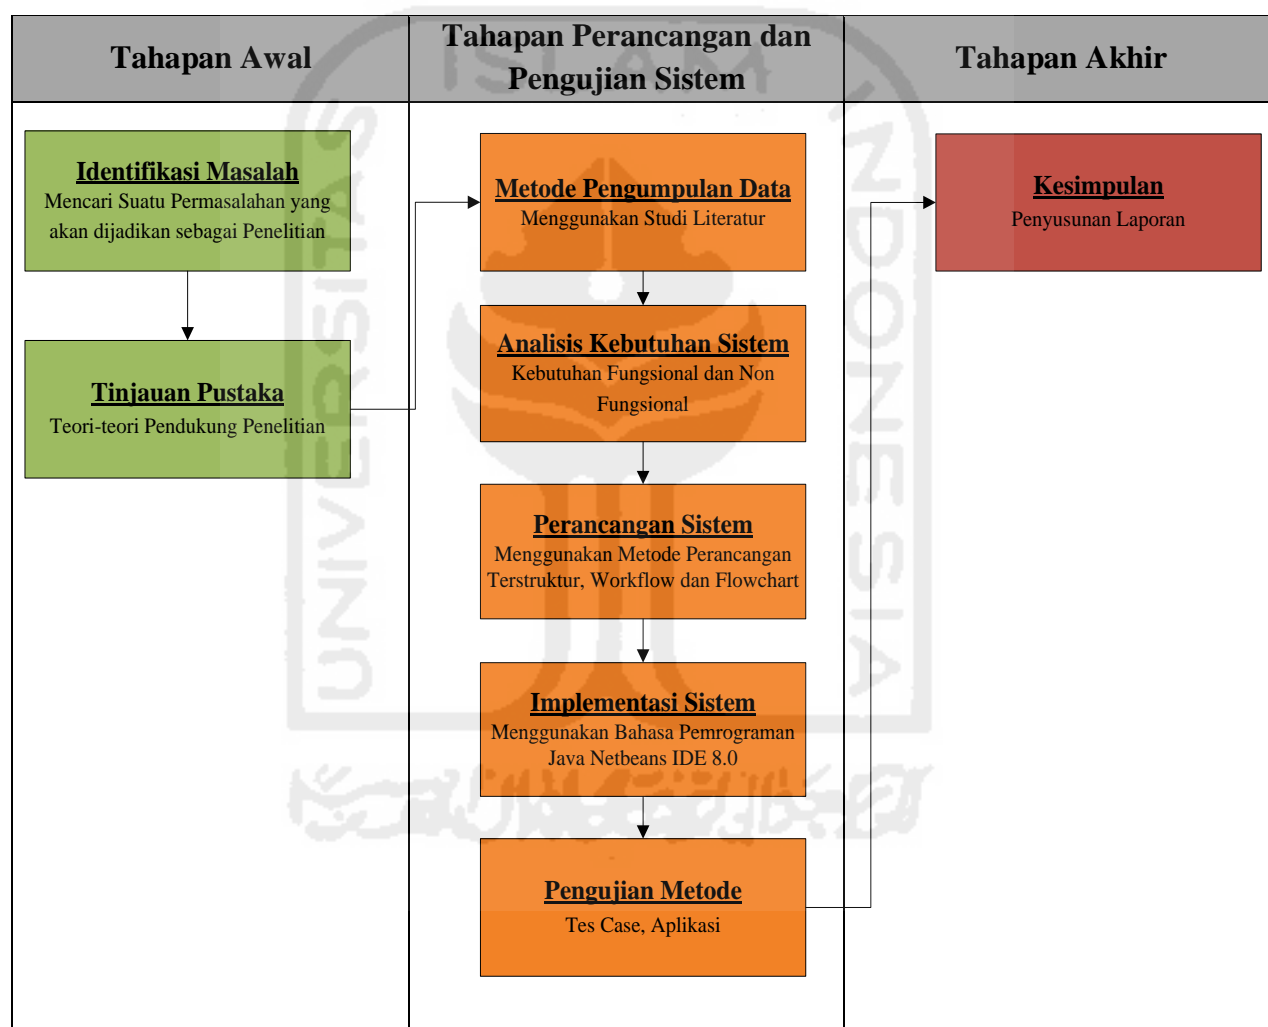 Tahapan Awal
Tahapan Perancangan dan
Pengujian Sistem
Tahapan Akhir
Identifikasi Masalah
Mencari Suatu Permasalahan yang
akan dijadikan sebagai Penelitian
Tinjauan Pustaka
Teori-teori Pendukung Penelitian
Metode Pengumpulan Data
Menggunakan Studi Literatur
Analisis Kebutuhan Sistem
Kebutuhan Fungsional dan Non
Fungsional
Perancangan Sistem
Menggunakan Metode Perancangan
Terstruktur, Workflow dan Flowchart
Implementasi Sistem
Menggunakan Bahasa Pemrograman
Java Netbeans IDE 8.0
Pengujian Metode
Tes Case, Aplikasi
Kesimpulan
Penyusunan Laporan
UNIVERSITAS
ISLAM
INDONESIA